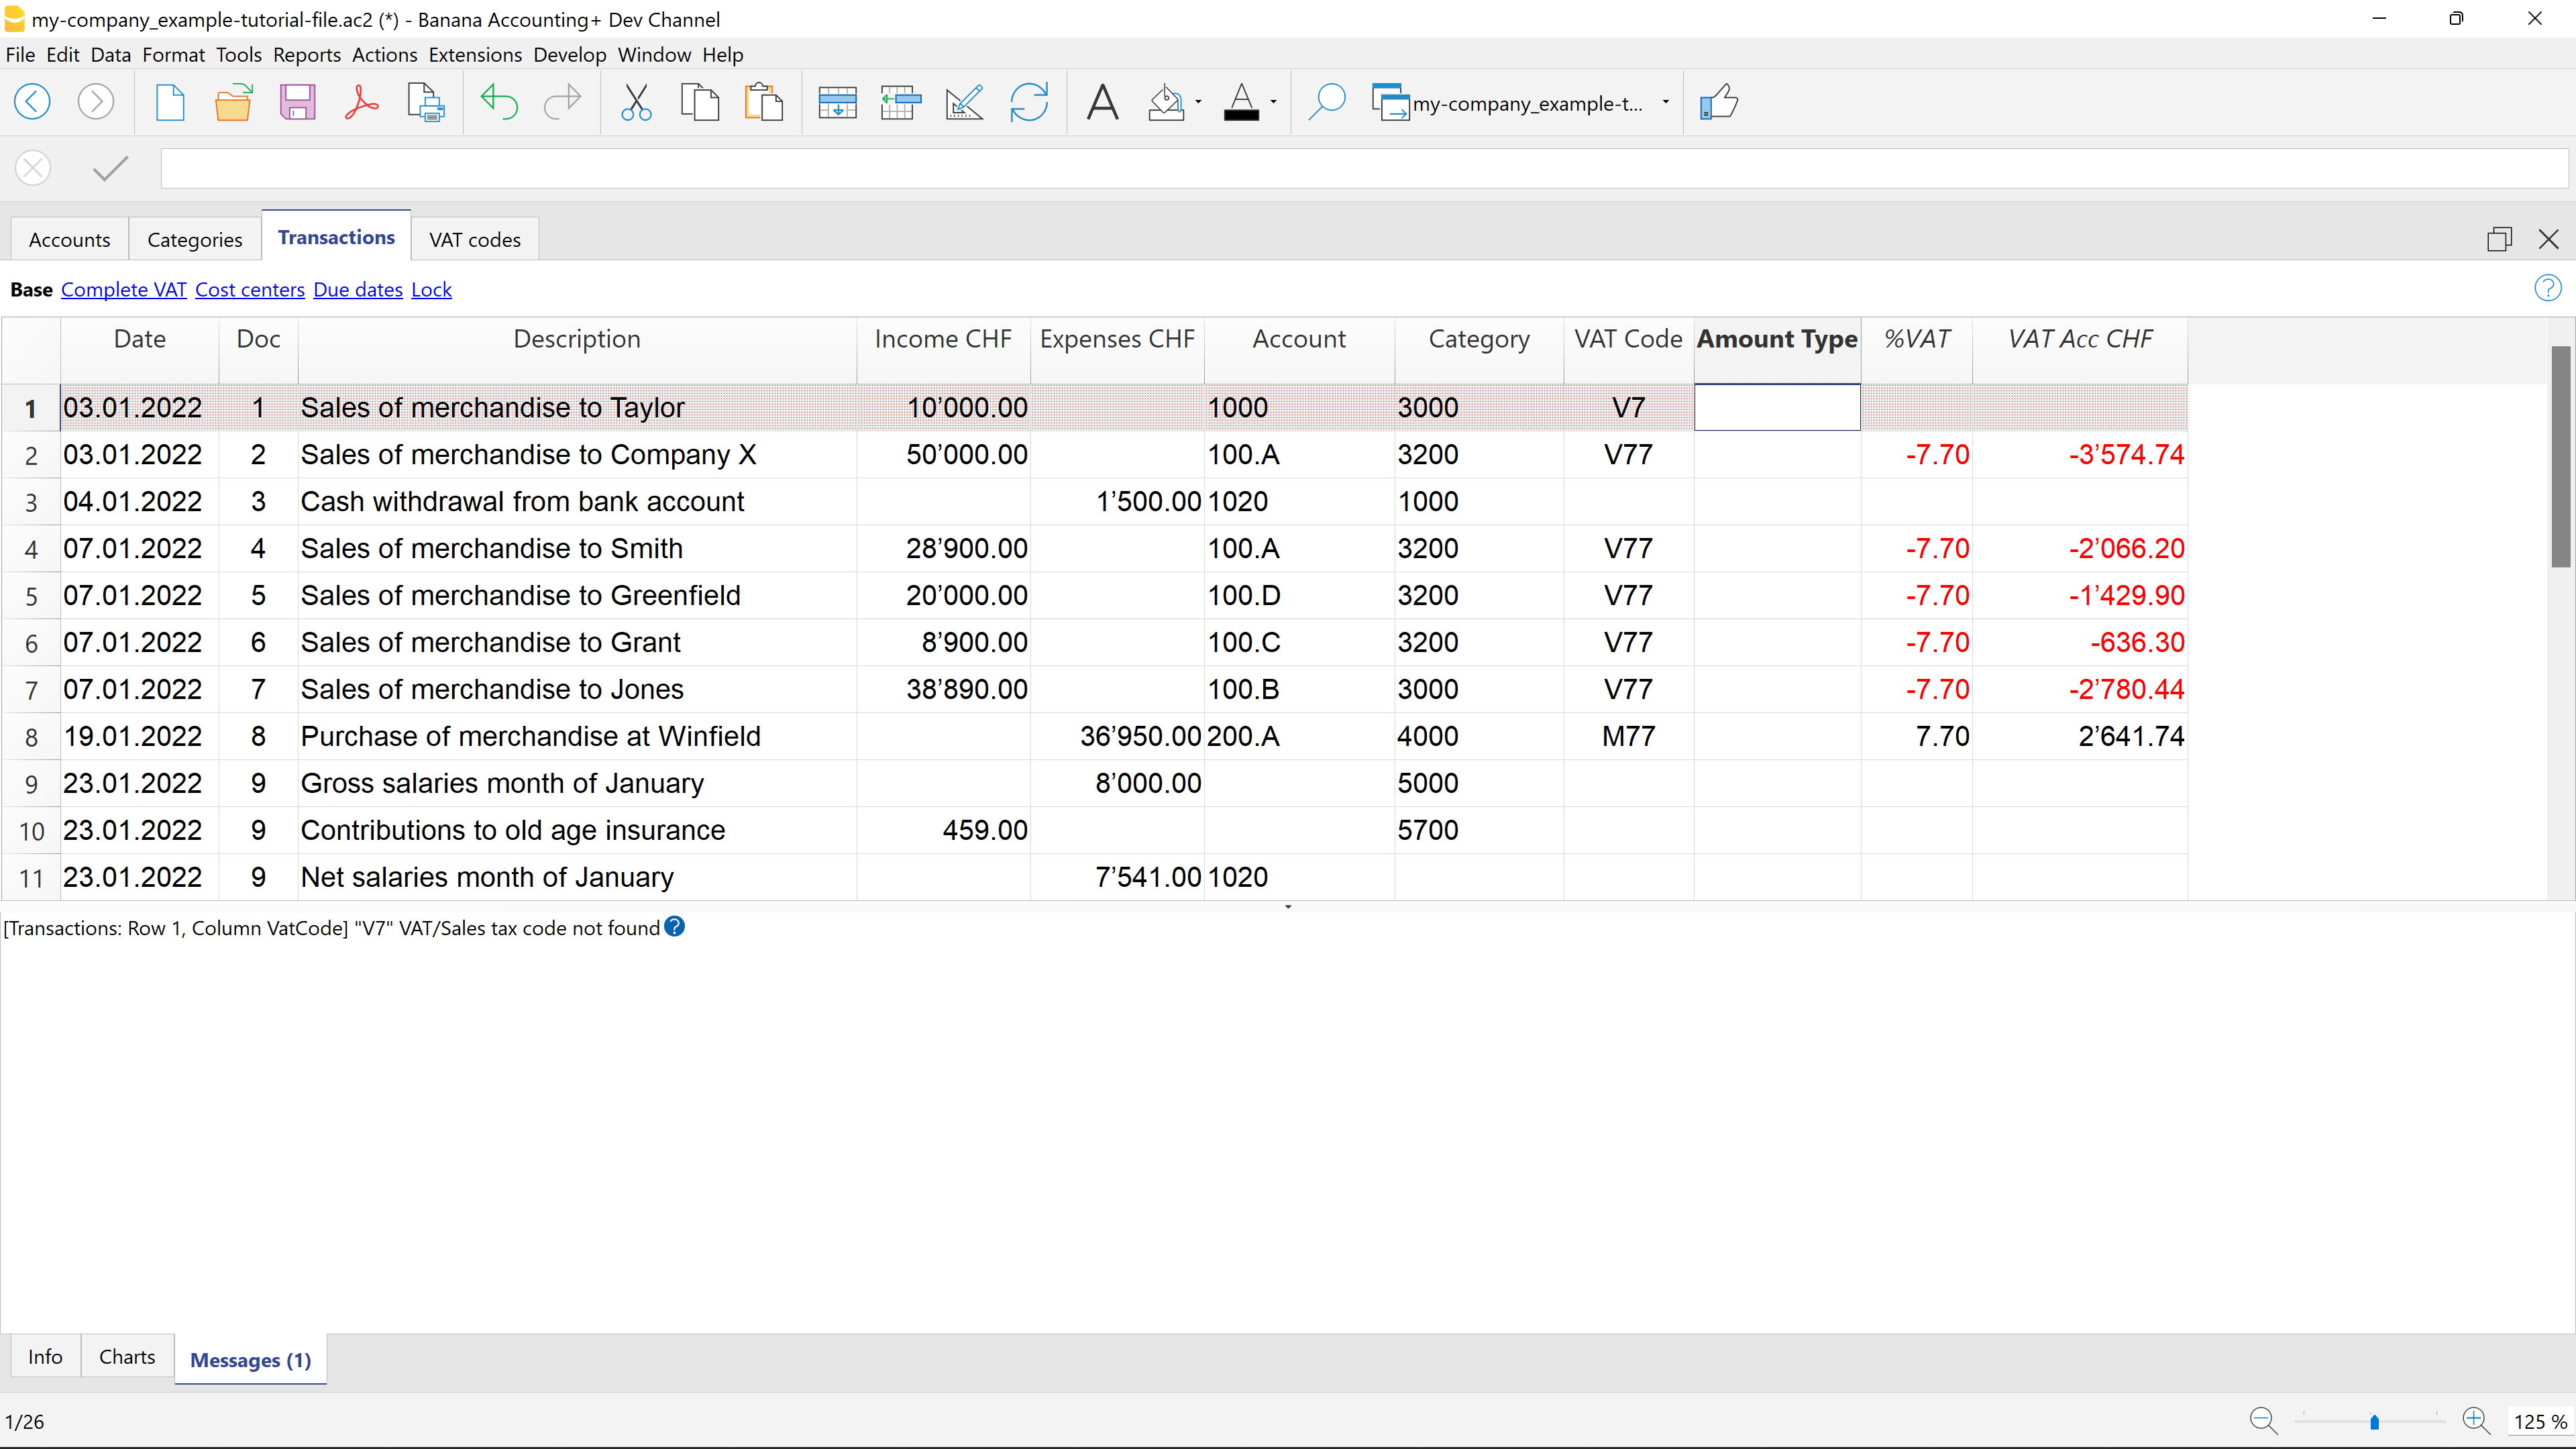 my-company_example-tutorial-file.ac2 (*) - Banana Accounting+ Dev Channel
File Edit Data Format Tools Reports Actions Extensions Develop Window Help
my-company_example-t...
Accounts Categories Transactions VAT codes
Base Complete VAT Cost centers Due dates Lock
Date Doc Description Income CHF Expenses CHF Account Category VAT Code Amount Type %VAT VAT Acc CHF
1 03.01.2022 1 Sales of merchandise to Taylor 10’000.00 1000 3000 V7
2 03.01.2022 2 Sales of merchandise to Company X 50’000.00 100.A 3200 V77 -7.70 -3’574.74
3 04.01.2022 3 Cash withdrawal from bank account 1’500.00 1020 1000
4 07.01.2022 4 Sales of merchandise to Smith 28’900.00 100.A 3200 V77 -7.70 -2’066.20
5 07.01.2022 5 Sales of merchandise to Greenfield 20’000.00 100.D 3200 V77 -7.70 -1’429.90
6 07.01.2022 6 Sales of merchandise to Grant 8’900.00 100.C 3200 V77 -7.70 -636.30
7 07.01.2022 7 Sales of merchandise to Jones 38’890.00 100.B 3000 V77 -7.70 -2’780.44
8 19.01.2022 8 Purchase of merchandise at Winfield 36’950.00 200.A 4000 M77 7.70 2’641.74
9 23.01.2022 9 Gross salaries month of January 8’000.00 5000
10 23.01.2022 9 Contributions to old age insurance 459.00 5700
11 23.01.2022 9 Net salaries month of January 7’541.00 1020
[Transactions: Row 1, Column VatCode] "V7" VAT/Sales tax code not found
Info Charts Messages (1)
1/26 125 %